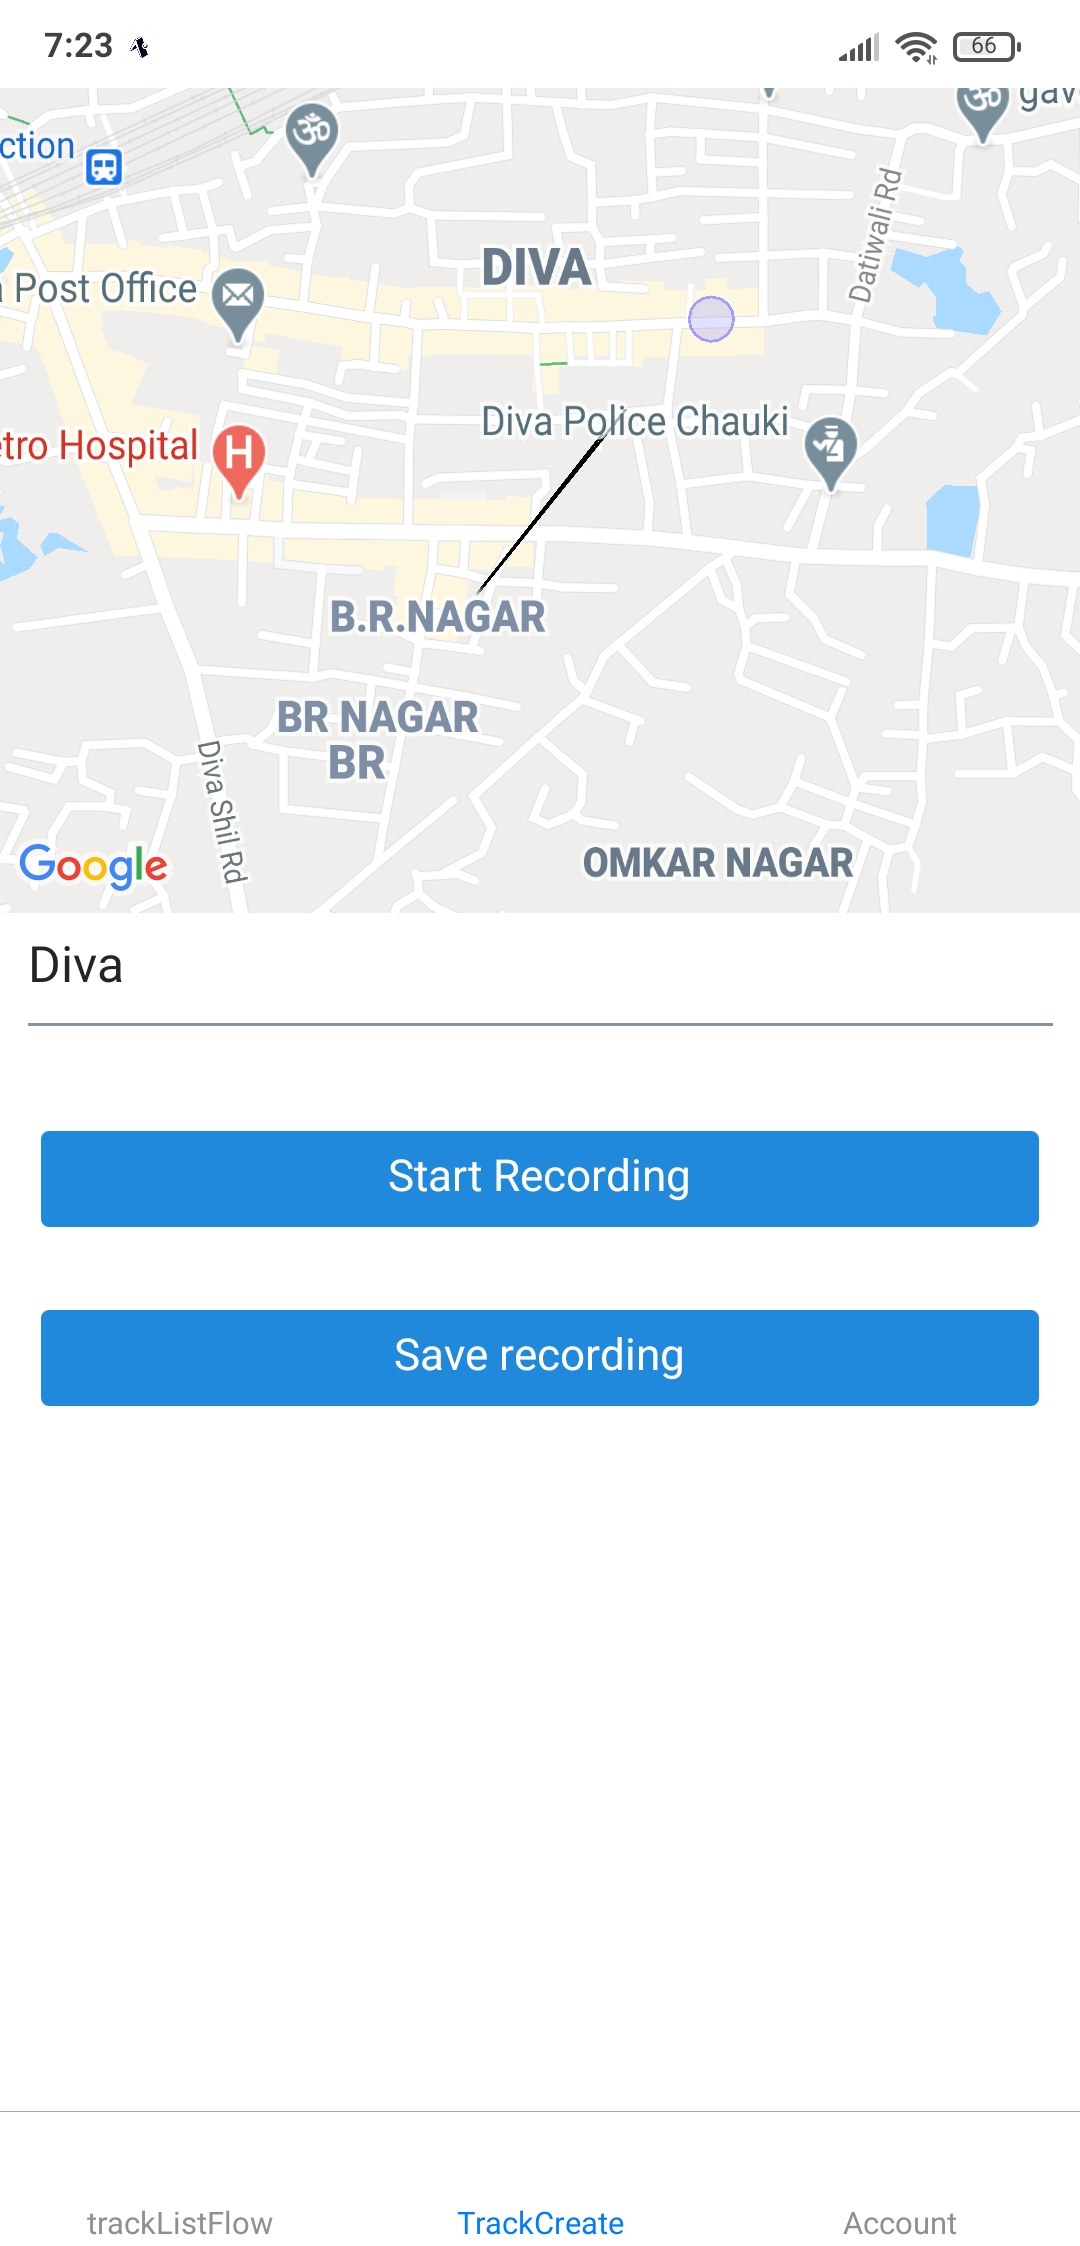 7:23
66
ction
gav
Datiwali Rd
DIVA
Post Office
Diva Police Chauki
tro Hospital
H
B.R.NAGAR
BR NAGAR
BR
Diva Shil Rd
OMKAR NAGAR
Google
Diva
Start Recording
Save recording
trackListFlow
TrackCreate
Account